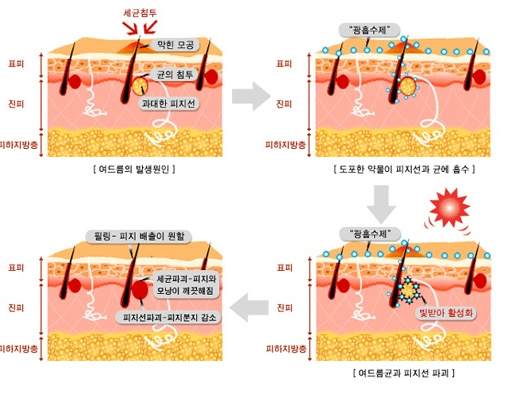 세균침투
막힌 모공
균의 침투
과대한 피지선
표피
진피
피하지방층
[ 여드름의 발생원인 ]
"광흡수제"
표피
진피
피하지방층
[ 도포한 약물이 피지선과 균에 흡수 ]
필링- 피지 배출이 원할
세균파괴-피지와
모낭이 깨끗해짐
피지선파괴-피지분지 감소
표피
진피
피하지방층
"광흡수제"
빛받아 활성화
표피
진피
피하지방층
[ 여드름균과 피지선 파괴 ]